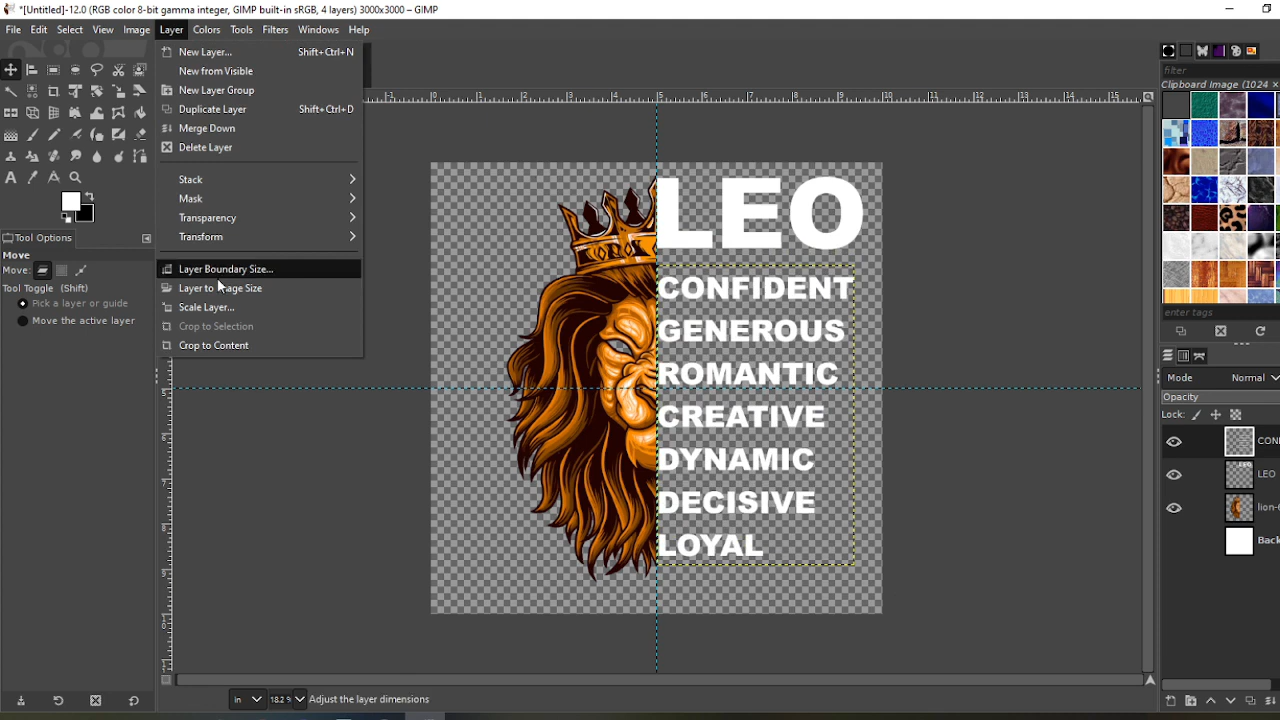 *[Untitled]-12.0 (RGB color 8-bit gamma integer, GIMP built-in sRGB, 4 layers) 3000x3000 – GIMP
File Edit Select View Image Layer Colors Tools Filters Windows Help
New Layer... Shift+Ctrl+N
New from Visible
New Layer Group
Duplicate Layer Shift+Ctrl+D
Merge Down
Delete Layer
Stack
Mask
Transparency
Transform
Layer Boundary Size...
Layer to Image Size
Scale Layer...
Crop to Selection
Crop to Content
Tool Options
Move
Move:
Tool Toggle (Shift)
Pick a layer or guide
Move the active layer
LEO
CONFIDENT
GENEROUS
ROMANTIC
CREATIVE
DYNAMIC
DECISIVE
LOYAL
filter
Clipboard Image (1024
enter tags
Mode Normal
Opacity
Lock:
CON
LEO
lion-
Back
in 18.2 Adjust the layer dimensions